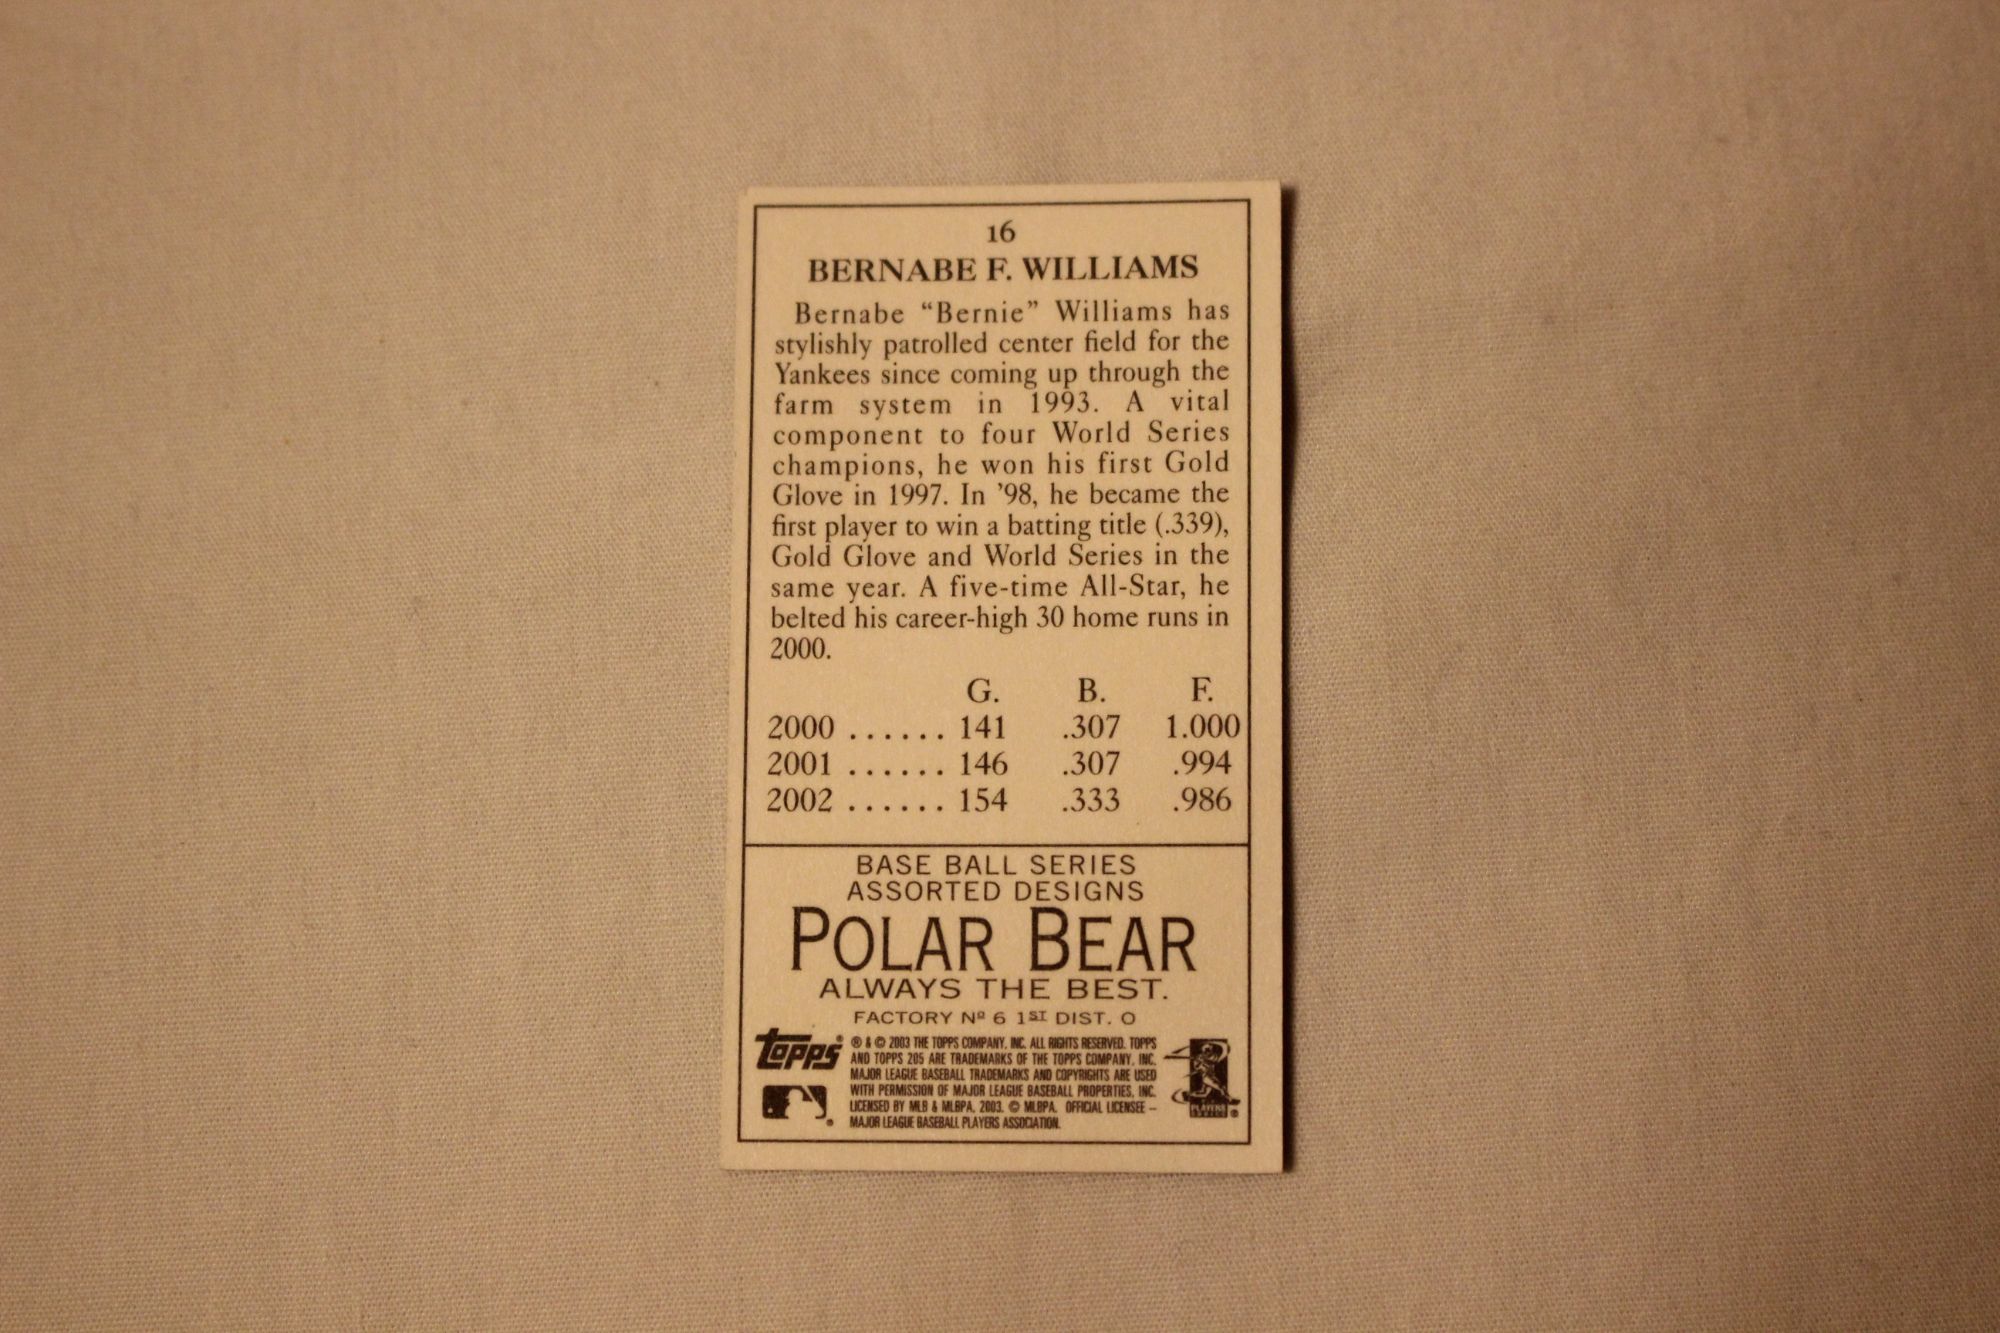 16
BERNABE F. WILLIAMS
Bernabe “Bernie” Williams has
stylishly patrolled center field for the
Yankees since coming up through the
farm system in 1993. A vital
component to four World Series
champions, he won his first Gold
Glove in 1997. In ’98, he became the
first player to win a batting title (.339),
Gold Glove and World Series in the
same year. A five-time All-Star, he
belted his career-high 30 home runs in
2000.
G. B. F.
2000 ...... 141 .307 1.000
2001 ...... 146 .307 .994
2002 ...... 154 .333 .986
BASE BALL SERIES
ASSORTED DESIGNS
POLAR BEAR
ALWAYS THE BEST.
FACTORY Nº 6 1ST DIST. O
topps®
® & © 2003 THE TOPPS COMPANY, INC. ALL RIGHTS RESERVED. TOPPS
AND TOPPS 205 ARE TRADEMARKS OF THE TOPPS COMPANY, INC.
MAJOR LEAGUE BASEBALL TRADEMARKS AND COPYRIGHTS ARE USED
WITH PERMISSION OF MAJOR LEAGUE BASEBALL PROPERTIES, INC.
LICENSED BY MLB & MLBPA, 2003. © MLBPA. OFFICIAL LICENSEE –
MAJOR LEAGUE BASEBALL PLAYERS ASSOCIATION.
PLAYERS